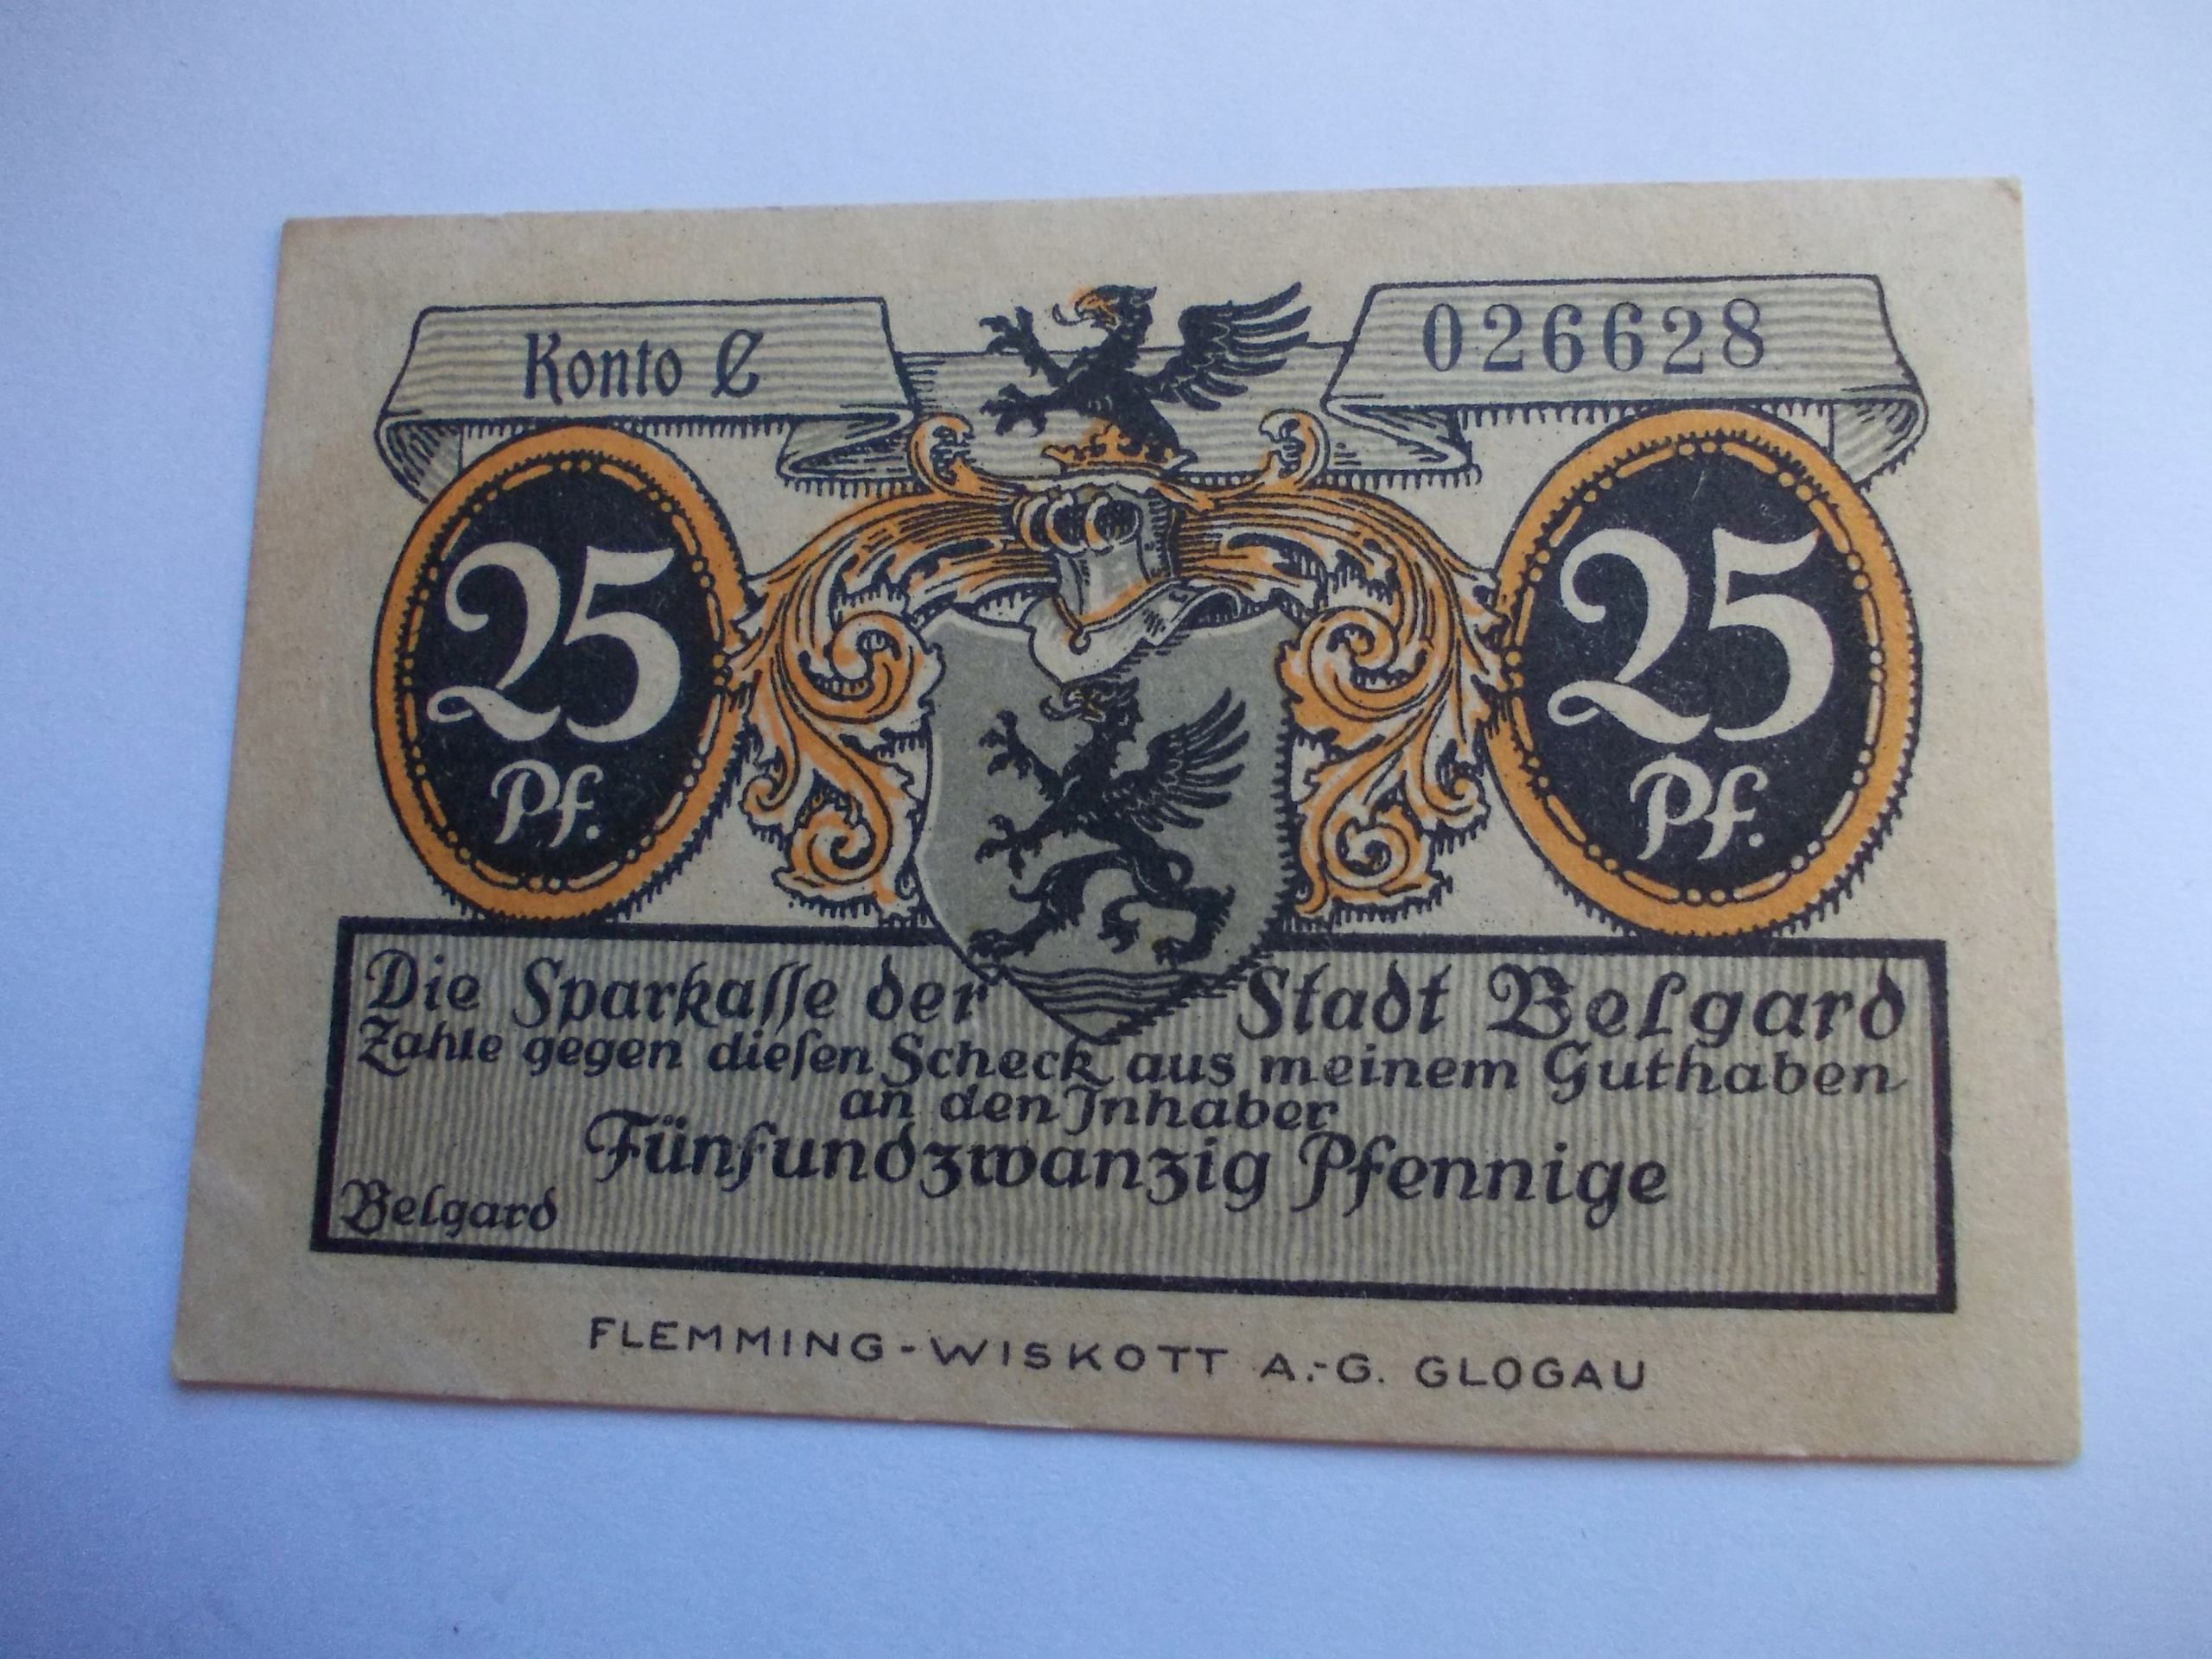 Konto C
026628
25
Pf.
25
Pf.
Die Sparkaſſe der Stadt Belgard
Zahle gegen dieſen Scheck aus meinem Guthaben
an den Inhaber
Fünfundzwanzig Pfennige
Belgard
FLEMMING-WISKOTT A.-G. GLOGAU